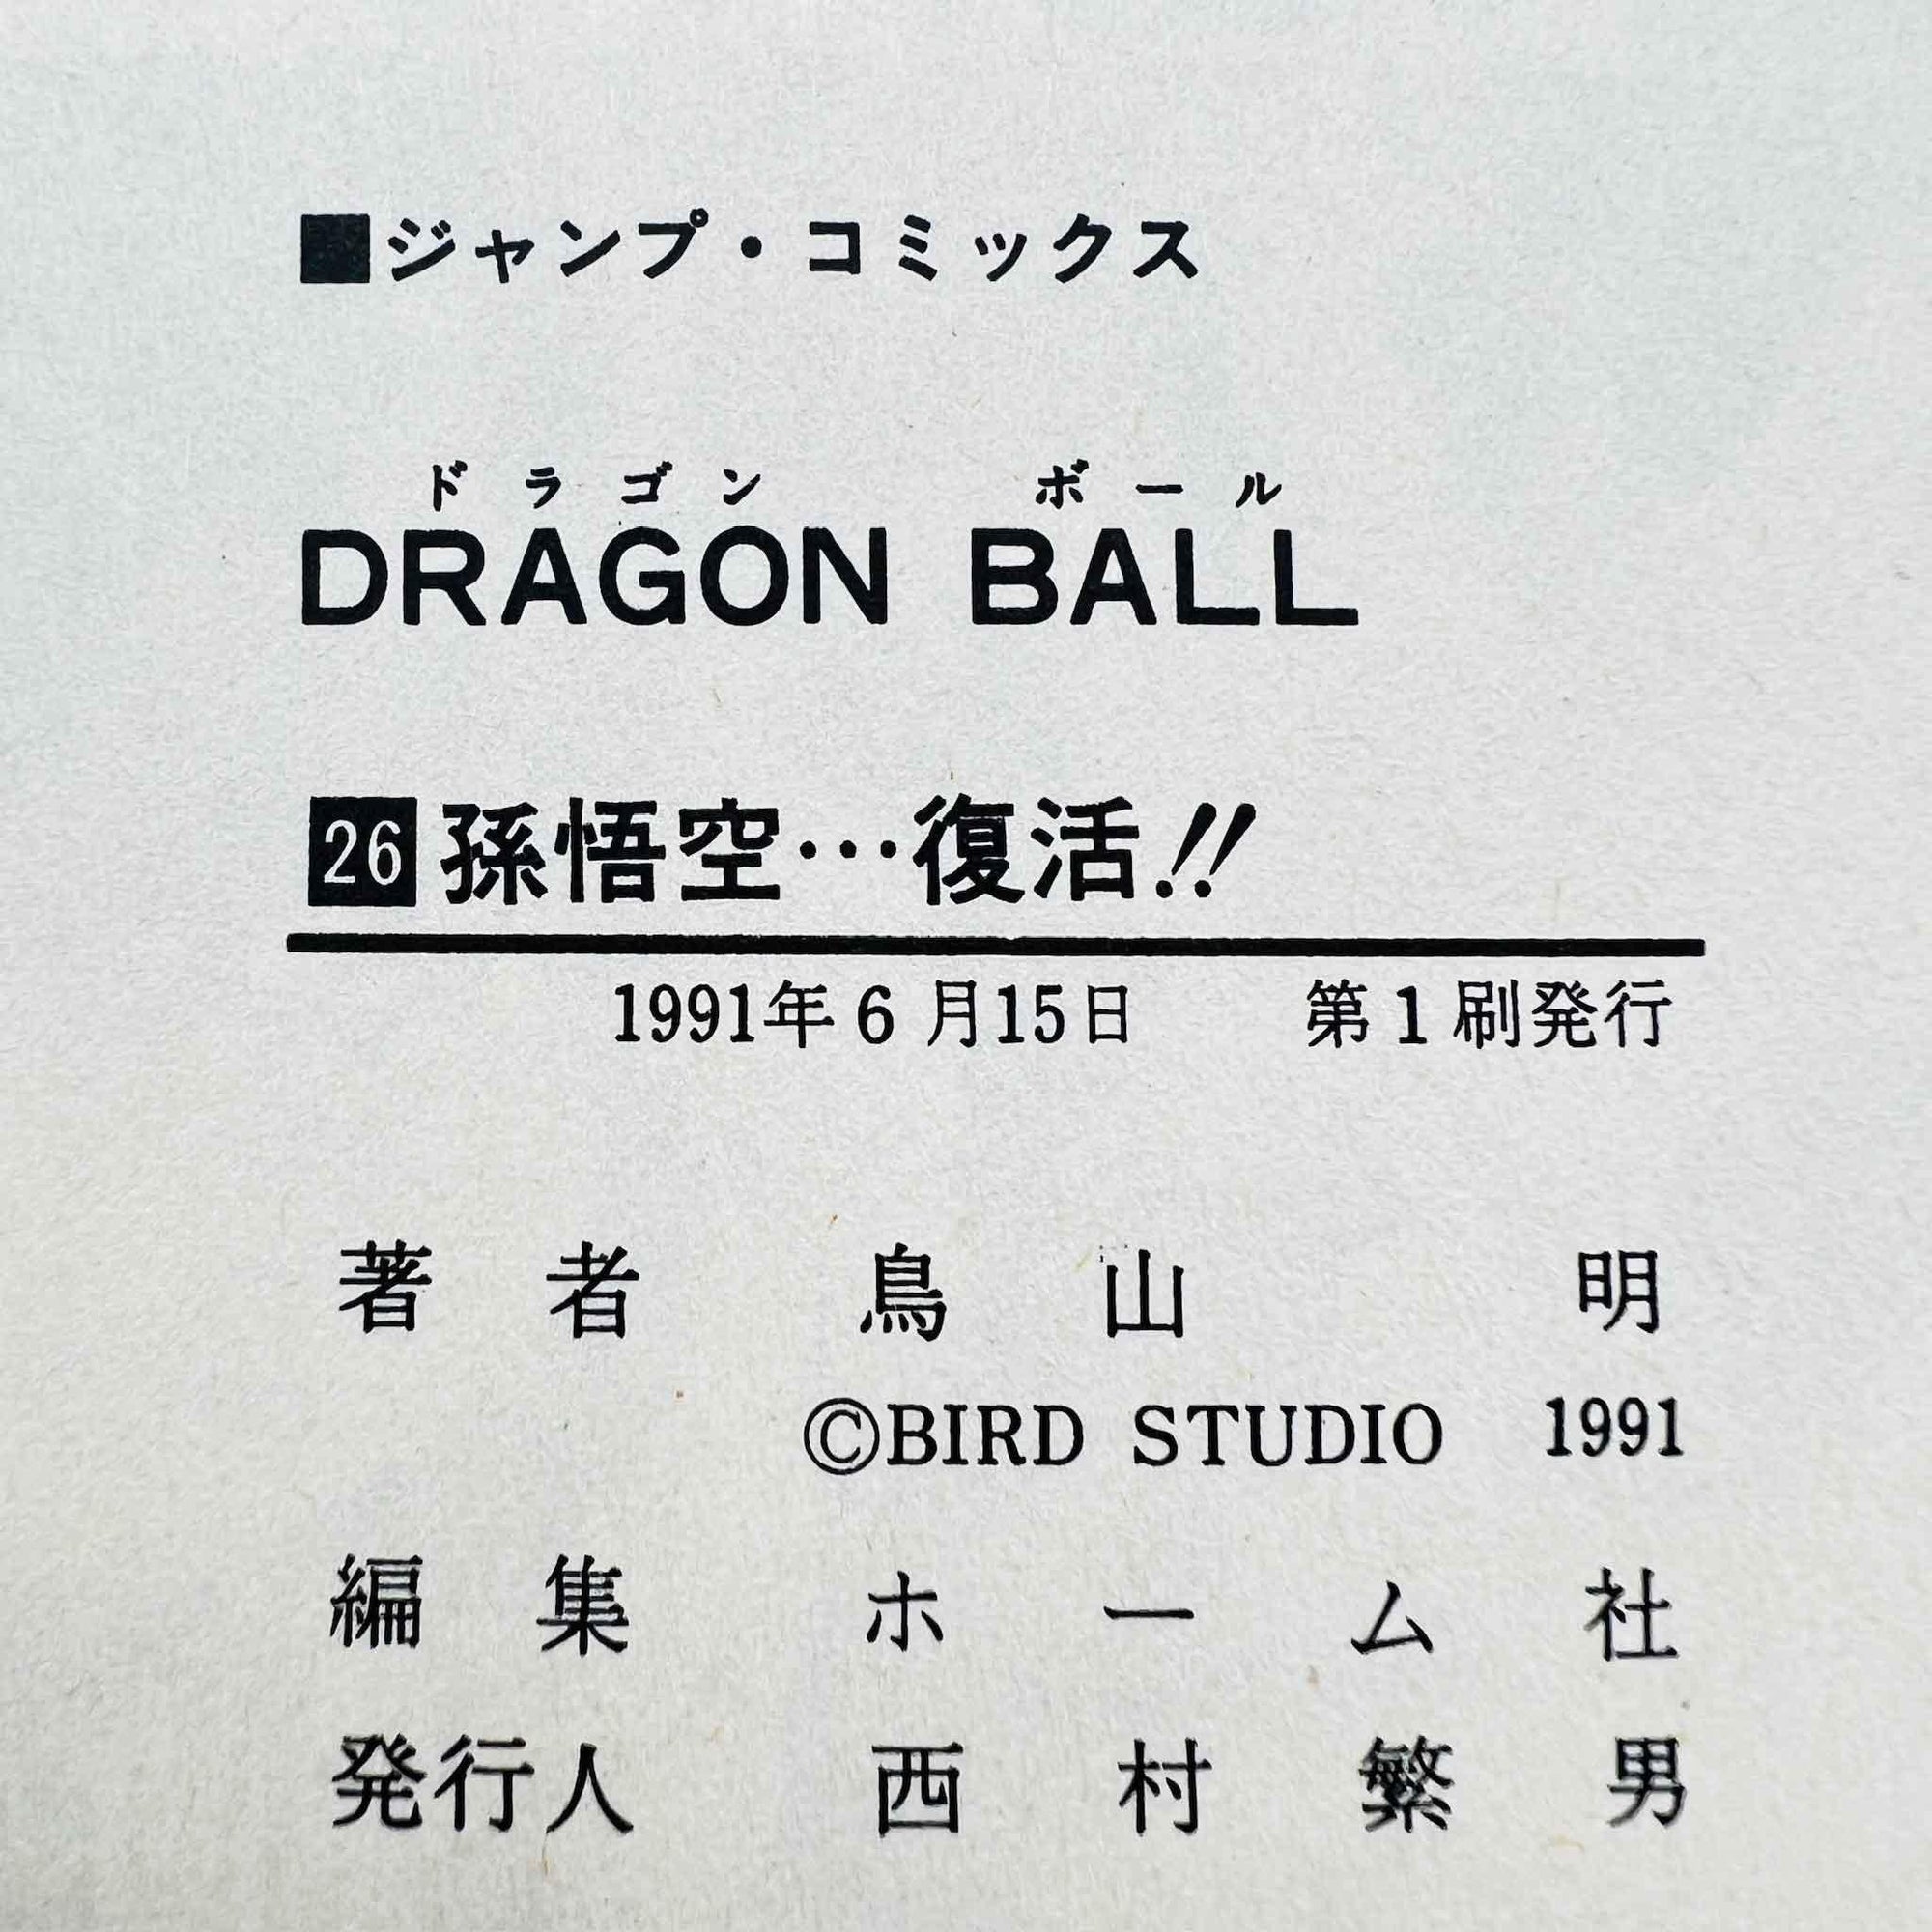 ■ジャンプ・コミックス
ドラゴン ボール
DRAGON BALL
26 孫悟空…復活!!
1991年6月15日 第1刷発行
著者 鳥山 明
©BIRD STUDIO 1991
編集 ホーム社
発行人 西村繁男